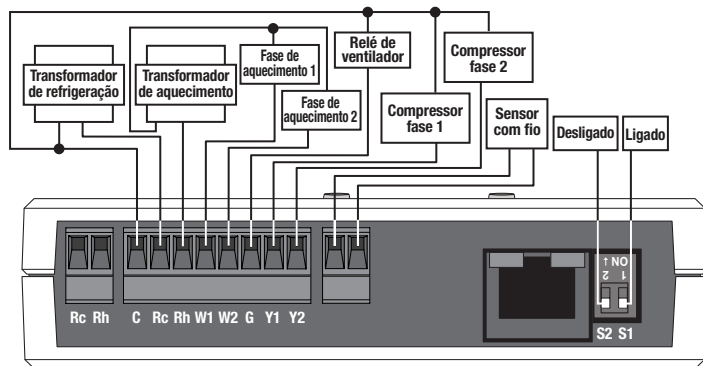 Transformador
de refrigeração
Transformador
de aquecimento
Fase de
aquecimento 1
Fase de
aquecimento 2
Relé de
ventilador
Compressor
fase 1
Compressor
fase 2
Sensor
com fio
Desligado
Ligado
ON ↓
1 2
Rc Rh C Rc Rh W1 W2 G Y1 Y2
S2 S1